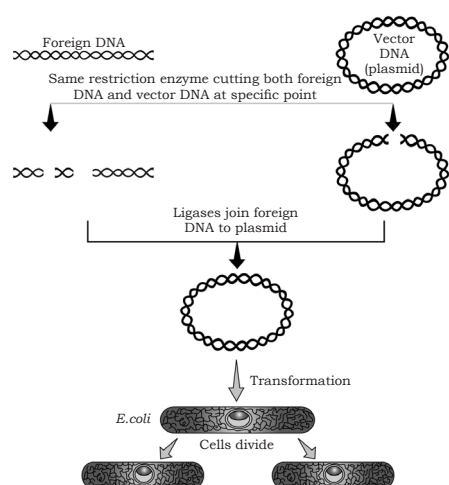 Foreign DNA
Vector
DNA
(plasmid)
Same restriction enzyme cutting both foreign
DNA and vector DNA at specific point
Ligases join foreign
DNA to plasmid
Transformation
E.coli
Cells divide